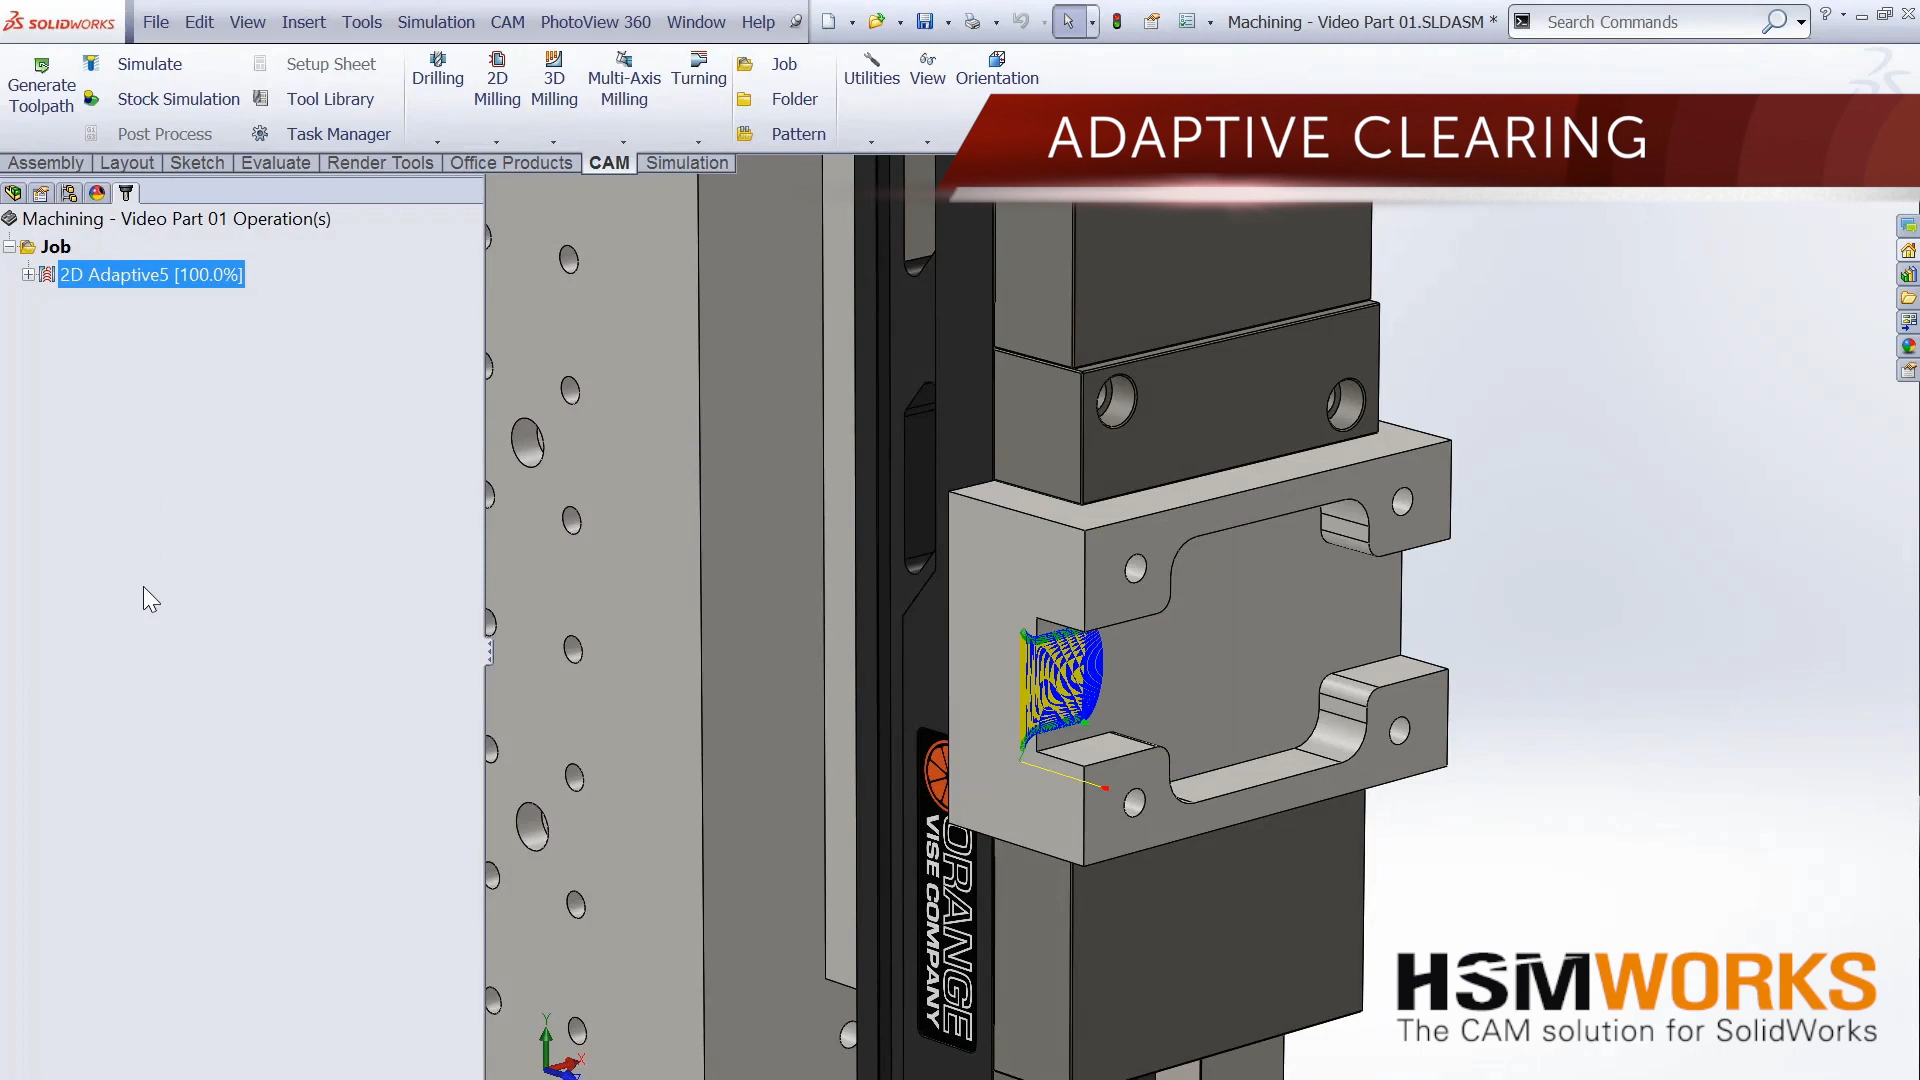 SOLIDWORKS File Edit View Insert Tools Simulation CAM PhotoView 360 Window Help Machining - Video Part 01.SLDASM * Search Commands ?
Generate Toolpath
Simulate
Stock Simulation
Post Process
Setup Sheet
Tool Library
Task Manager
Drilling
2D Milling
3D Milling
Multi-Axis Milling
Turning
Job
Folder
Pattern
Utilities
View
Orientation
ADAPTIVE CLEARING
Assembly Layout Sketch Evaluate Render Tools Office Products CAM Simulation
Machining - Video Part 01 Operation(s)
Job
2D Adaptive5 [100.0%]
ORANGE
VISE COMPANY
Y
X
Z
HSMWORKS
The CAM solution for SolidWorks